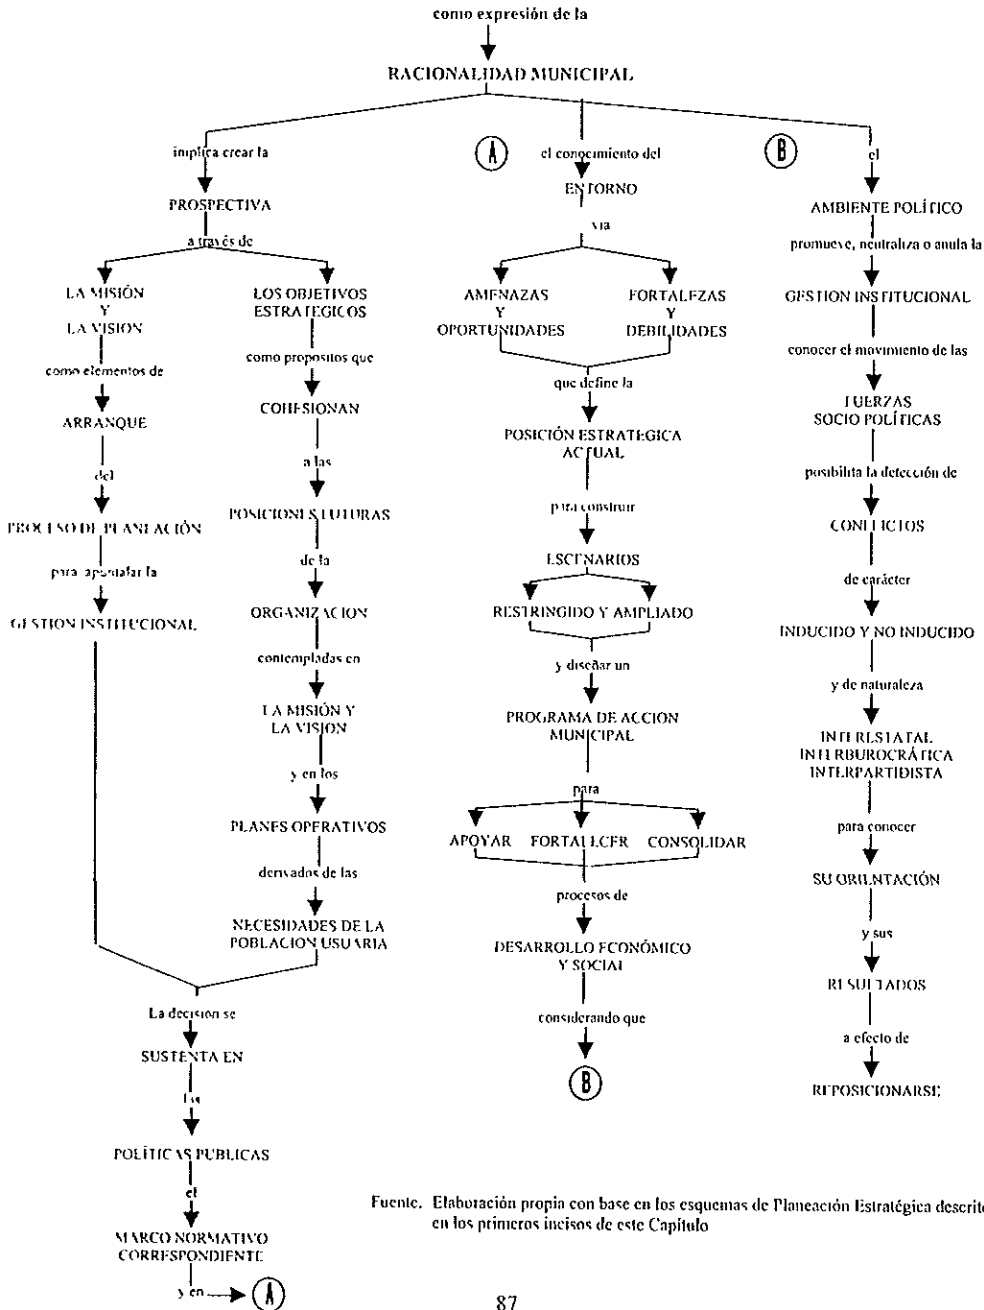 como expresión de la
RACIONALIDAD MUNICIPAL
implica crear la
PROSPECTIVA
a través de
LA MISIÓN
Y
LA VISION
como elementos de
ARRANQUE
del
PROCESO DE PLANEACIÓN
para apuntalar la
GESTION INSTITUCIONAL
LOS OBJETIVOS
ESTRATEGICOS
como propósitos que
COHESIONAN
a las
POSICIONES FUTURAS
de la
ORGANIZACION
contempladas en
LA MISIÓN Y
LA VISION
y en los
PLANES OPERATIVOS
derivados de las
NECESIDADES DE LA
POBLACION USUARIA
La decisión se
SUSTENTA EN
las
POLÍTICAS PUBLICAS
el
MARCO NORMATIVO
CORRESPONDIENTE
y en
A
A
el conocimiento del
ENTORNO
via
AMENAZAS
Y
OPORTUNIDADES
FORTALEZAS
Y
DEBILIDADES
que define la
POSICIÓN ESTRATEGICA
ACTUAL
para construir
ESCENARIOS
RESTRINGIDO Y AMPLIADO
y diseñar un
PROGRAMA DE ACCION
MUNICIPAL
para
APOYAR FORTALECER CONSOLIDAR
procesos de
DESARROLLO ECONÓMICO
Y SOCIAL
considerando que
B
B
el
AMBIENTE POLÍTICO
promueve, neutraliza o anula la
GESTION INSTITUCIONAL
conocer el movimiento de las
FUERZAS
SOCIO POLÍTICAS
posibilita la detección de
CONFLICTOS
de carácter
INDUCIDO Y NO INDUCIDO
y de naturaleza
INTERESTATAL
INTERBUROCRÁTICA
INTERPARTIDISTA
para conocer
SU ORIENTACIÓN
y sus
RESULTADOS
a efecto de
REPOSICIONARSE
Fuente. Elaboración propia con base en los esquemas de Planeación Estratégica descrit
en los primeros incisos de este Capítulo
87